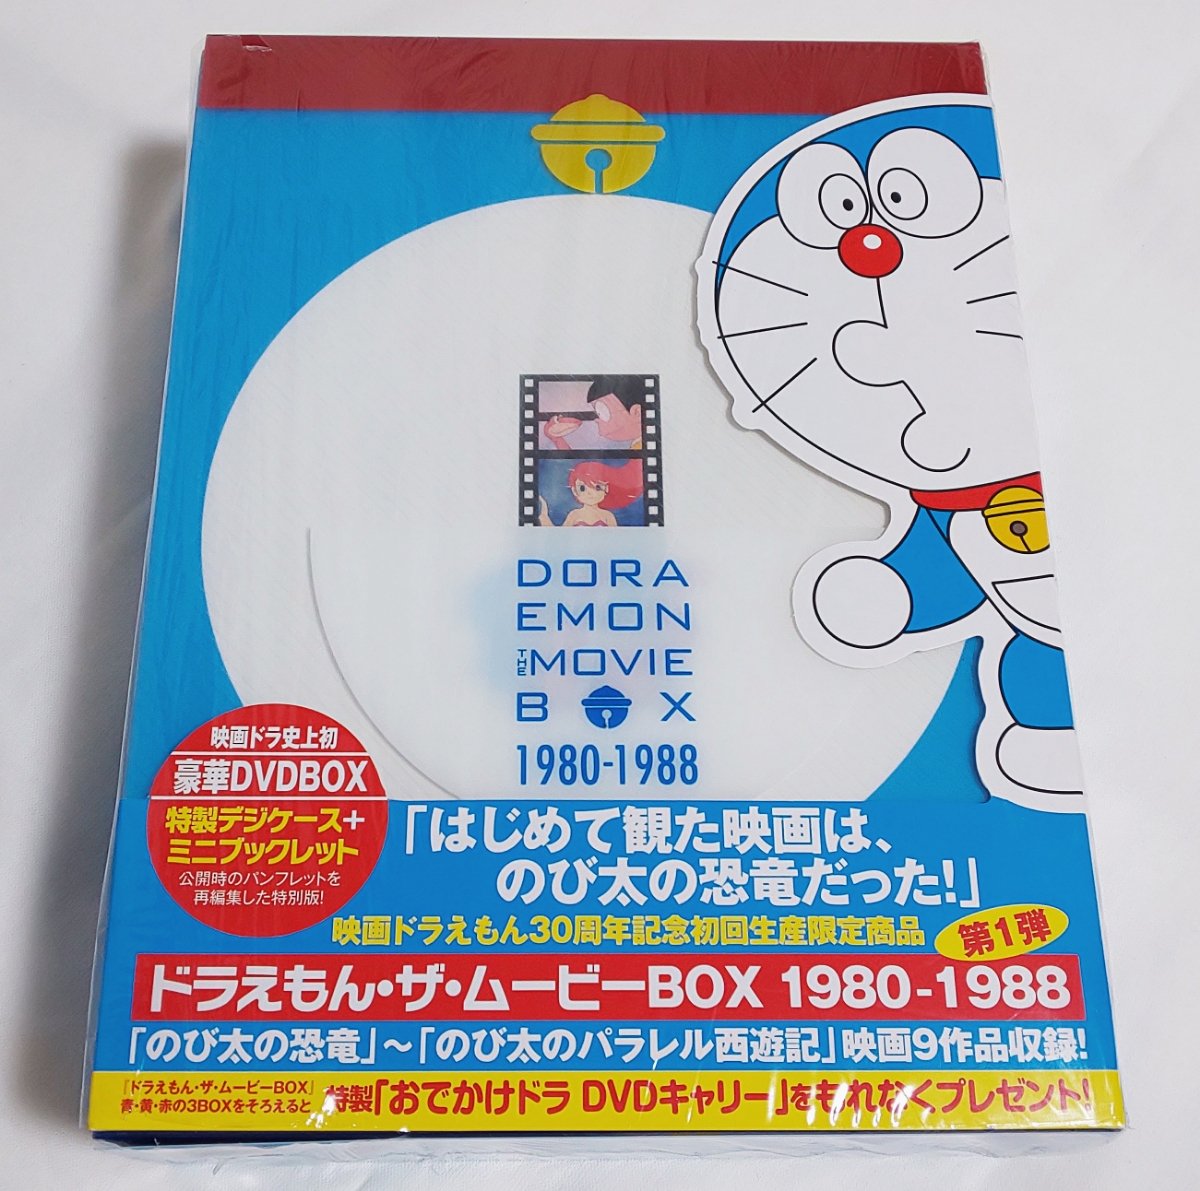 DORA
EMON
THE MOVIE
BOX
1980-1988
映画ドラ史上初
豪華DVDBOX
特製デジケース+
ミニブックレット
公開時のパンフレットを
再編集した特別版!
「はじめて観た映画は、
のび太の恐竜だった!」
映画ドラえもん30周年記念初回生産限定商品
第1弾
ドラえもん・ザ・ムービーBOX 1980-1988
「のび太の恐竜」~「のび太のパラレル西遊記」映画9作品収録!
『ドラえもん・ザ・ムービーBOX』
青・黄・赤の3BOXをそろえると
特製「おでかけドラ DVDキャリー」をもれなくプレゼント!